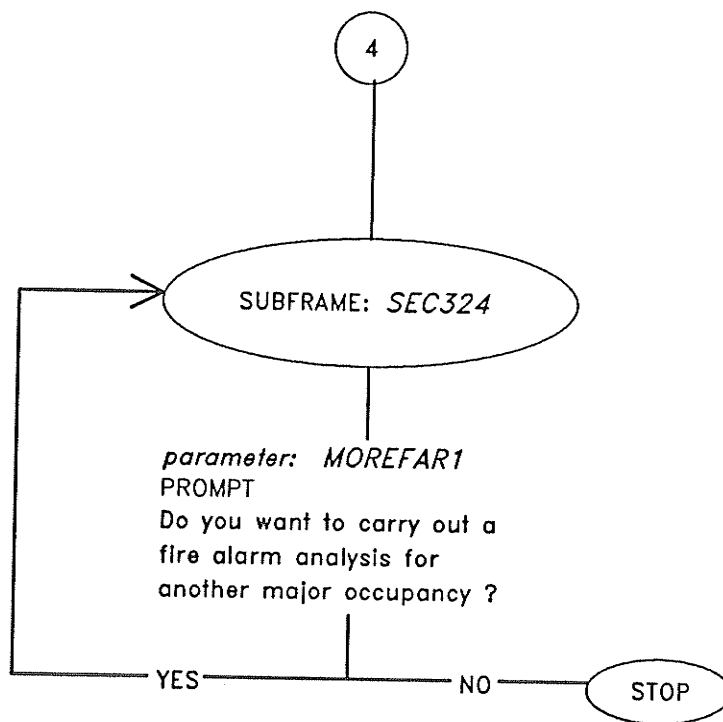 4
SUBFRAME: SEC324
parameter: MOREFAR1
PROMPT
Do you want to carry out a
fire alarm analysis for
another major occupancy ?
YES
NO
STOP